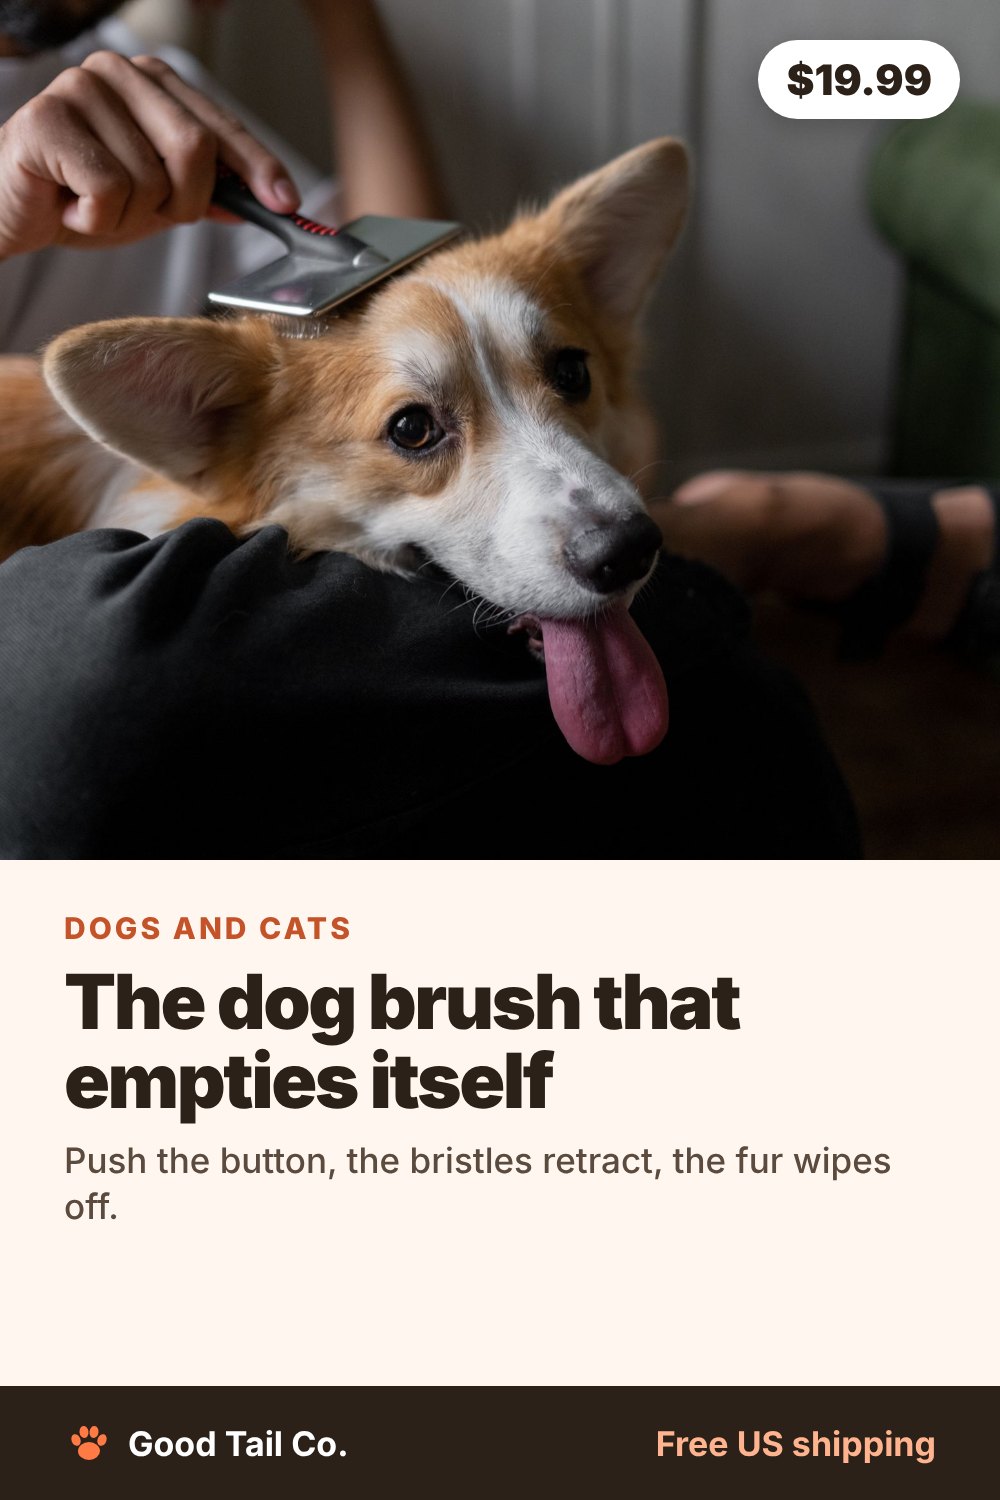 $19.99
DOGS AND CATS
The dog brush that
empties itself
Push the button, the bristles retract, the fur wipes
off.
Good Tail Co.
Free US shipping